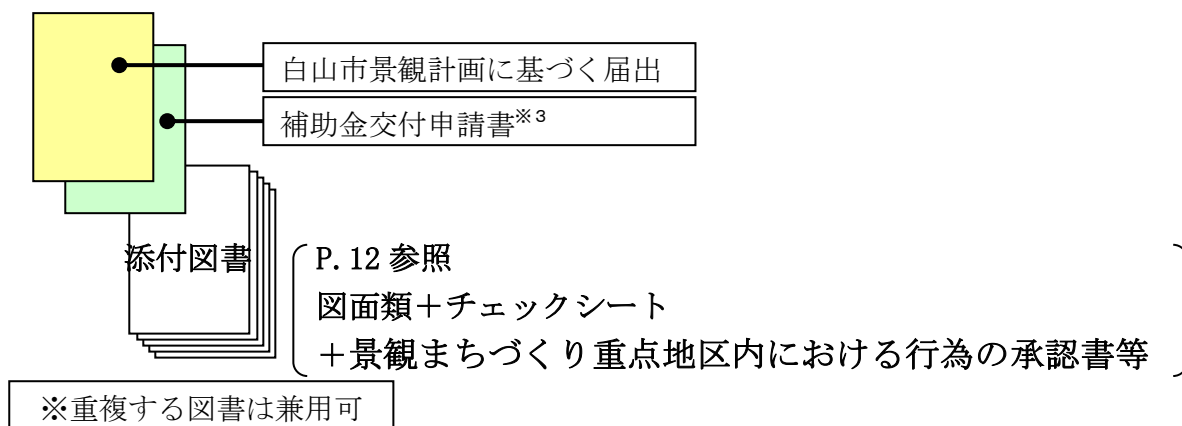 白山市景観計画に基づく届出
補助金交付申請書※3
添付図書
P.12 参照
図面類＋チェックシート
＋景観まちづくり重点地区内における行為の承認書等
※重複する図書は兼用可